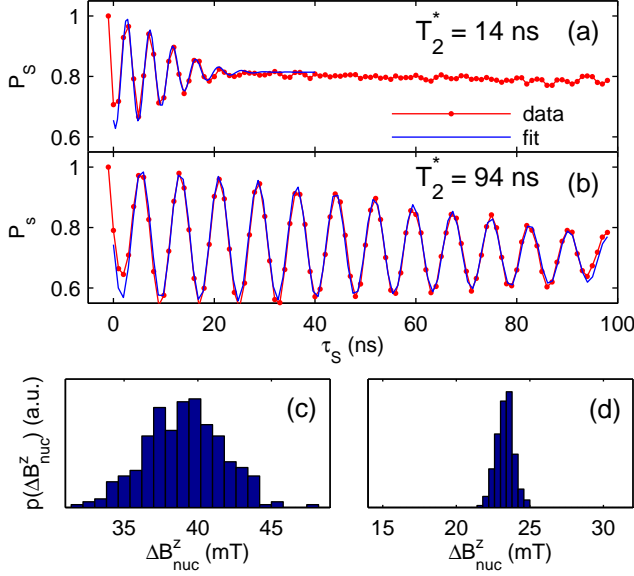 T₂* = 14 ns (a)
P_S
1
0.8
0.6
data
fit
T₂* = 94 ns (b)
P_s
1
0.8
0.6
0 20 40 60 80 100
τ_S (ns)
(c)
p(ΔB^z_nuc) (a.u.)
35 40 45
ΔB^z_nuc (mT)
(d)
15 20 25 30
ΔB^z_nuc (mT)